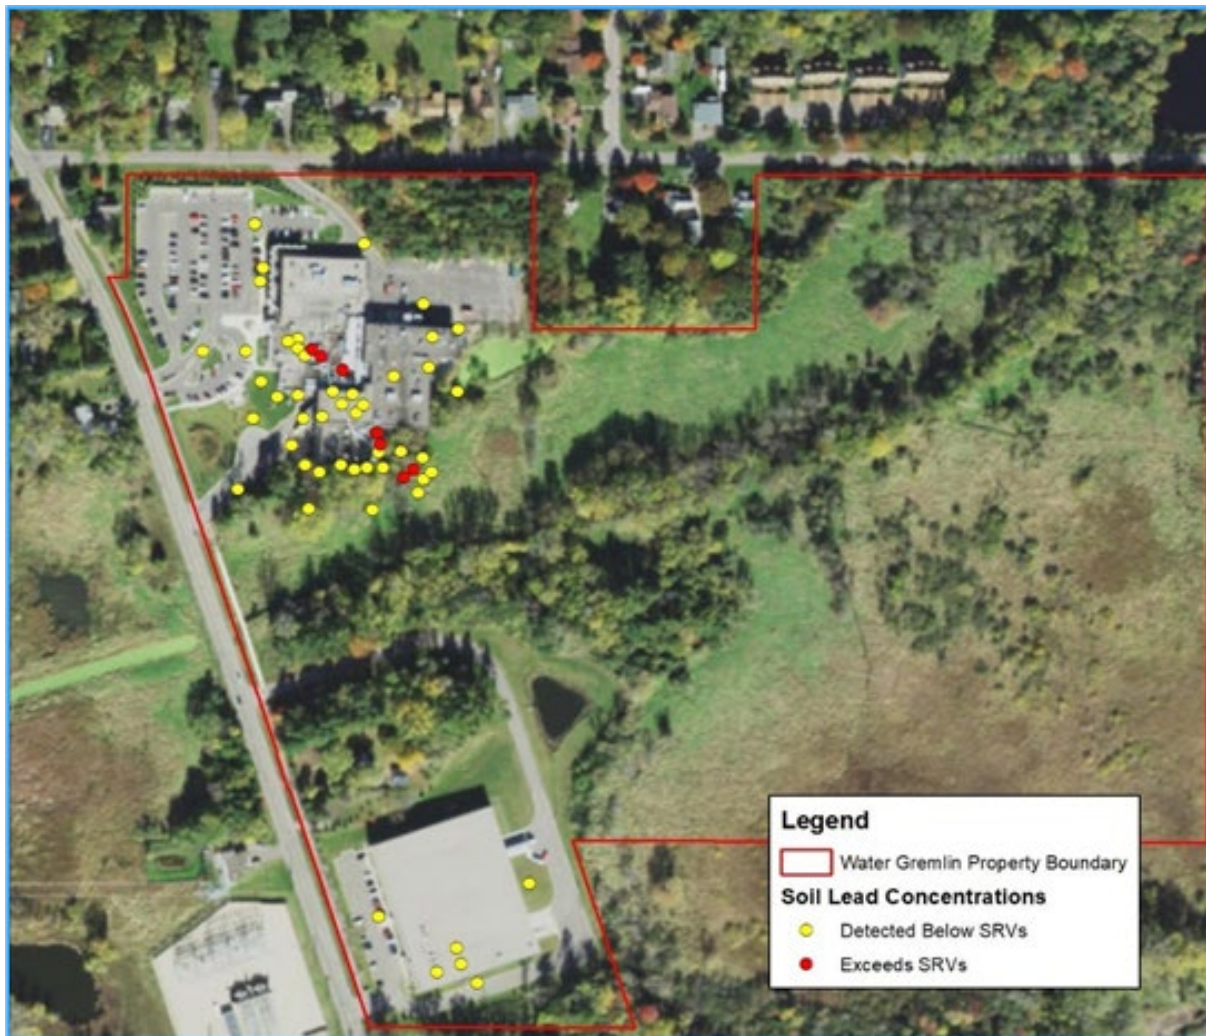 Legend
Water Gremlin Property Boundary
Soil Lead Concentrations
Detected Below SRVs
Exceeds SRVs